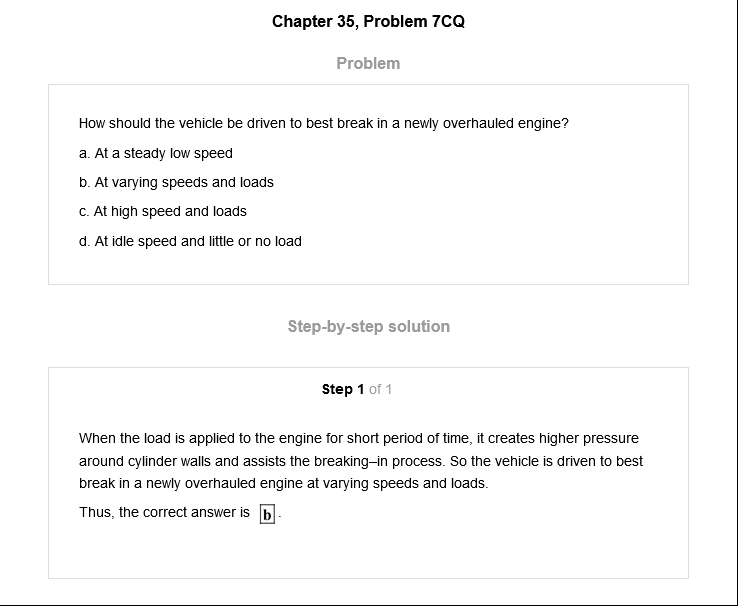 Chapter 35, Problem 7CQ
Problem
How should the vehicle be driven to best break in a newly overhauled engine?
a. At a steady low speed
b. At varying speeds and loads
c. At high speed and loads
d. At idle speed and little or no load
Step-by-step solution
Step 1 of 1
When the load is applied to the engine for short period of time, it creates higher pressure
around cylinder walls and assists the breaking–in process. So the vehicle is driven to best
break in a newly overhauled engine at varying speeds and loads.
Thus, the correct answer is b.